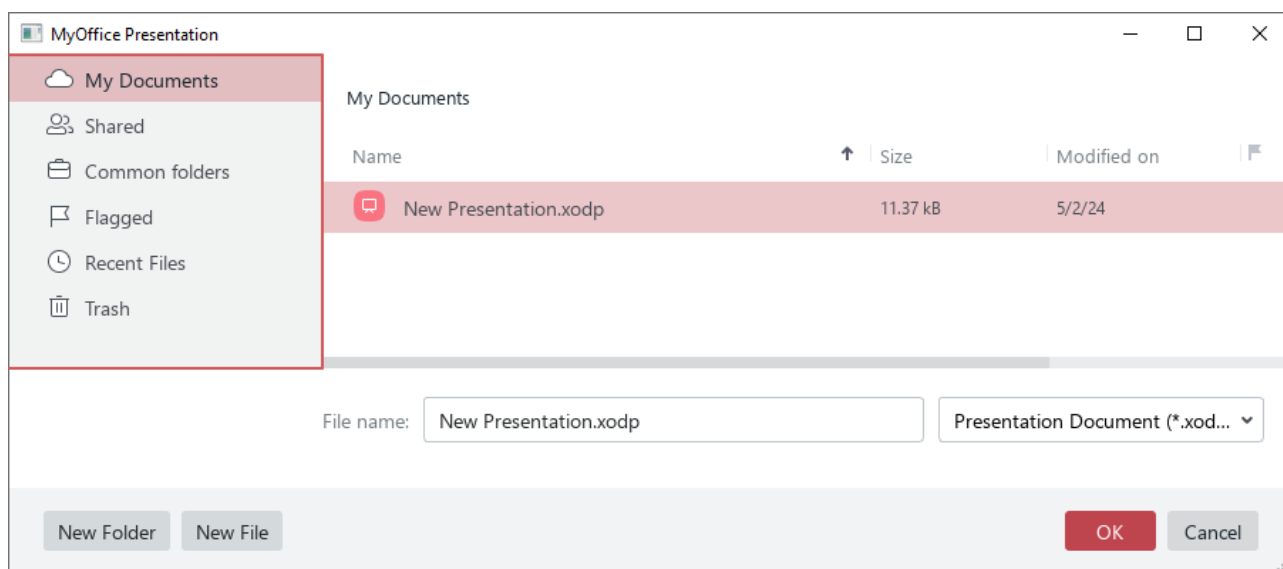 MyOffice Presentation
My Documents
Shared
Common folders
Flagged
Recent Files
Trash
My Documents
Name Size Modified on
New Presentation.xodp 11.37 kB 5/2/24
File name: New Presentation.xodp Presentation Document (*.xod...
New Folder New File OK Cancel